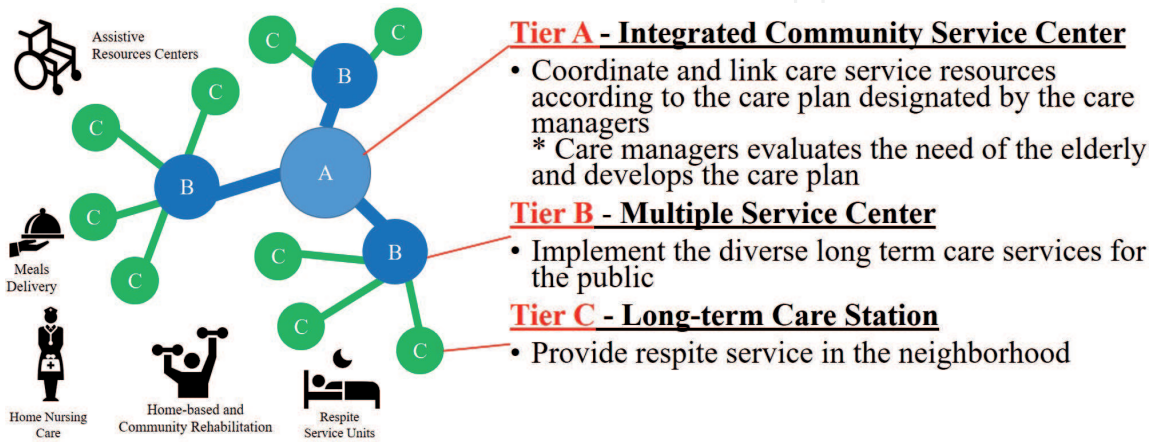 Assistive
Resources Centers
C
C
B
C
C
C
B
A
C
C
C
B
C
C
Meals
Delivery
Home Nursing
Care
Home-based and
Community Rehabilitation
Respite
Service Units
Tier A - Integrated Community Service Center
• Coordinate and link care service resources
according to the care plan designated by the care
managers
* Care managers evaluates the need of the elderly
and develops the care plan
Tier B - Multiple Service Center
• Implement the diverse long term care services for
the public
Tier C - Long-term Care Station
• Provide respite service in the neighborhood